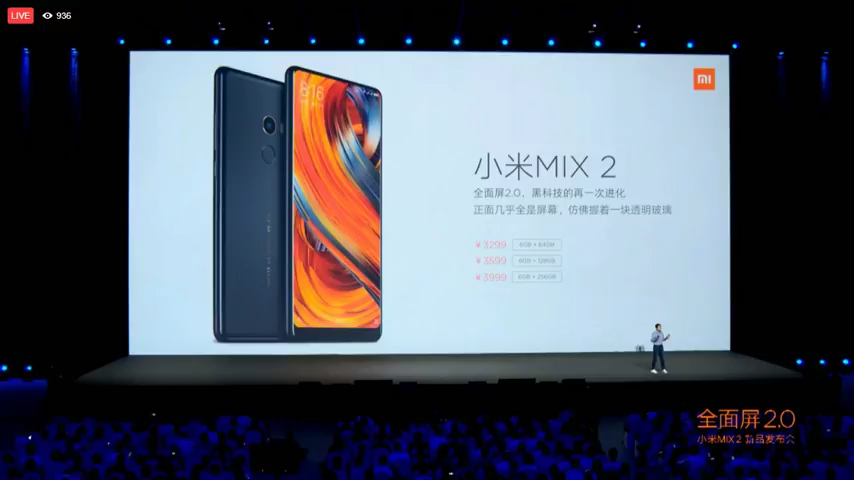 LIVE 936
mi
8:16
小米MIX 2
全面屏2.0，黑科技的再一次进化
正面几乎全是屏幕，仿佛握着一块透明玻璃
¥3299 6GB + 64GB
¥3599 6GB + 128GB
¥3999 6GB + 256GB
全面屏2.0
小米MIX 2 新品发布会